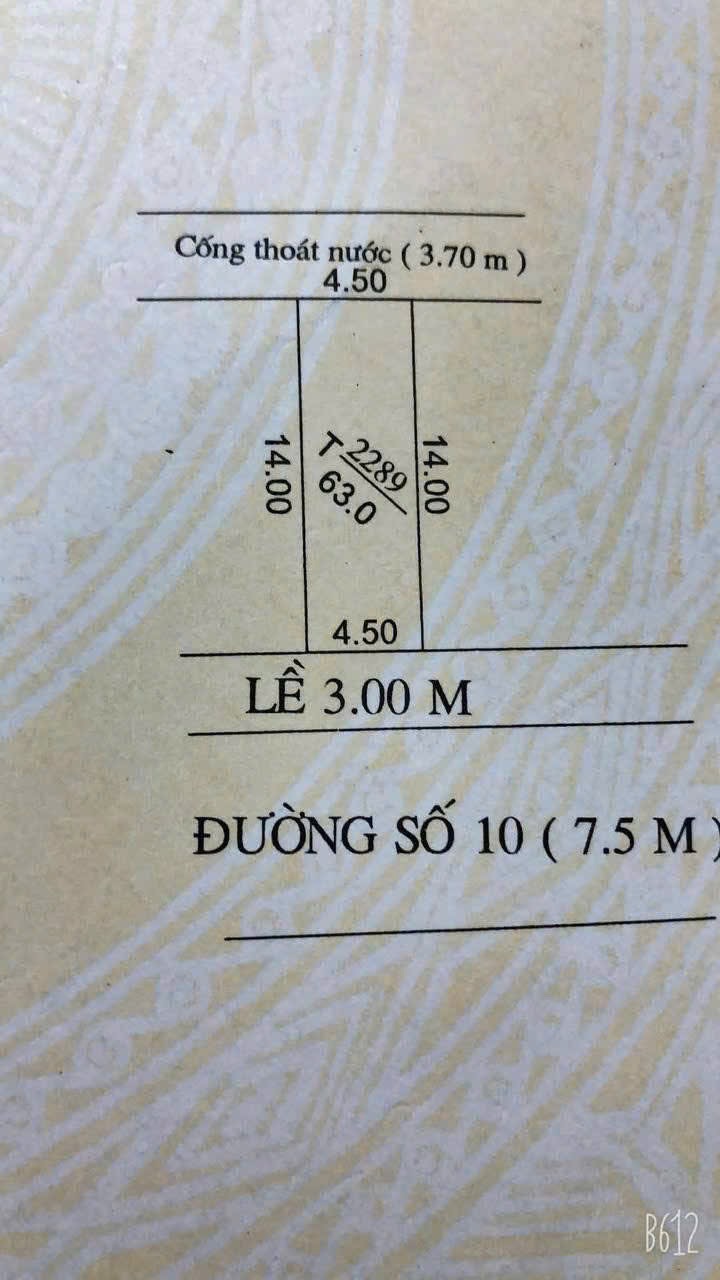 Cống thoát nước ( 3.70 m )
4.50
14.00
T 2289
63.0
14.00
4.50
LỀ 3.00 M
ĐƯỜNG SỐ 10 ( 7.5 M )
B612